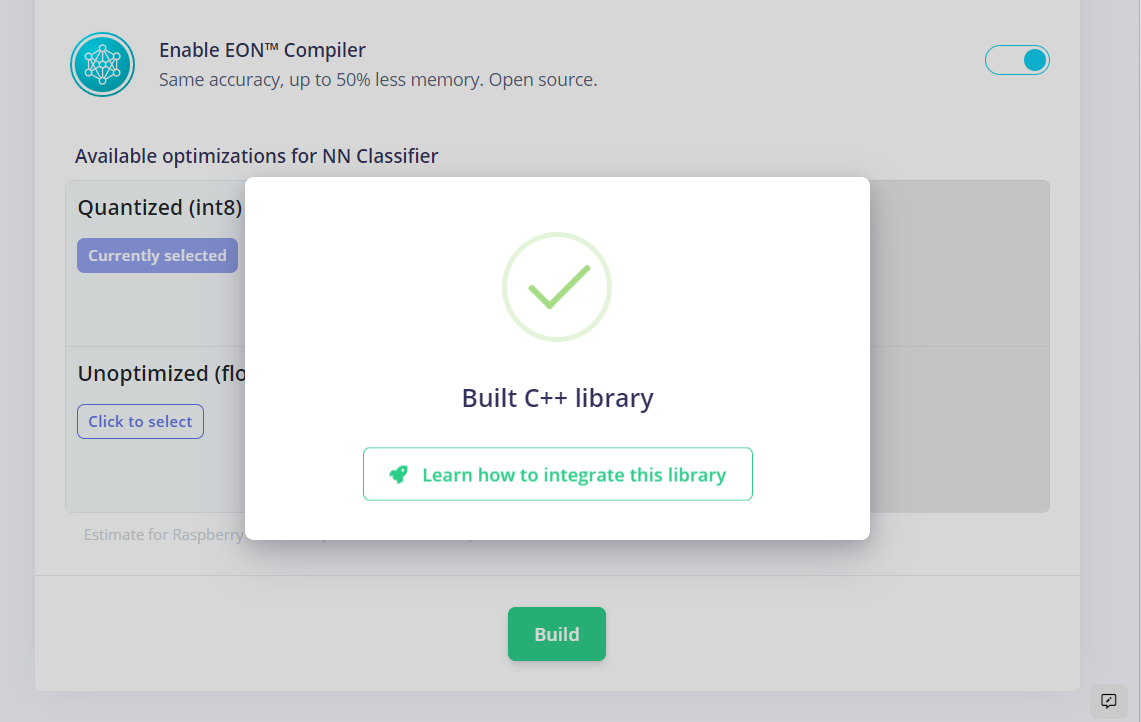 Enable EON™ Compiler
Same accuracy, up to 50% less memory. Open source.
Available optimizations for NN Classifier
Quantized (int8)
Currently selected
Unoptimized (flo
Click to select
Built C++ library
Learn how to integrate this library
Estimate for Raspberry
Build